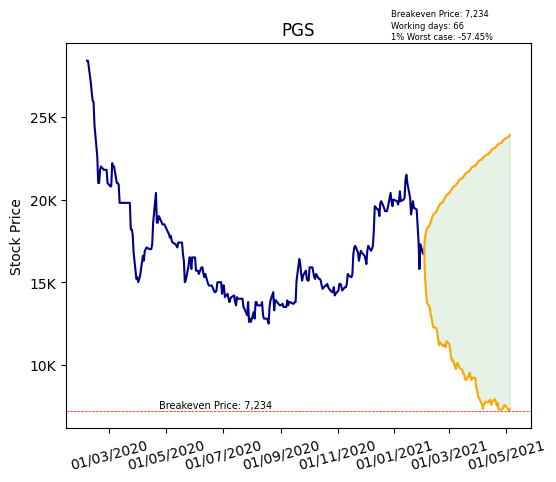 Breakeven Price: 7,234
Working days: 66
1% Worst case: -57.45%
PGS
Stock Price
25K
20K
15K
10K
Breakeven Price: 7,234
01/03/2020
01/05/2020
01/07/2020
01/09/2020
01/11/2020
01/01/2021
01/03/2021
01/05/2021